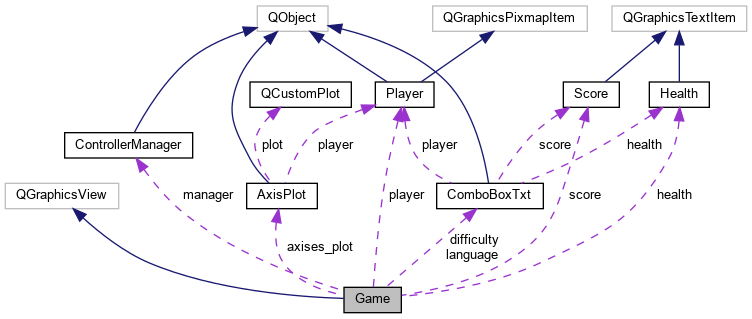 QObject
QGraphicsPixmapItem
QGraphicsTextItem
QCustomPlot
Player
Score
Health
ControllerManager
plot
player
player
score
health
QGraphicsView
manager
AxisPlot
player
ComboBoxTxt
score
health
axises_plot
difficulty
language
Game